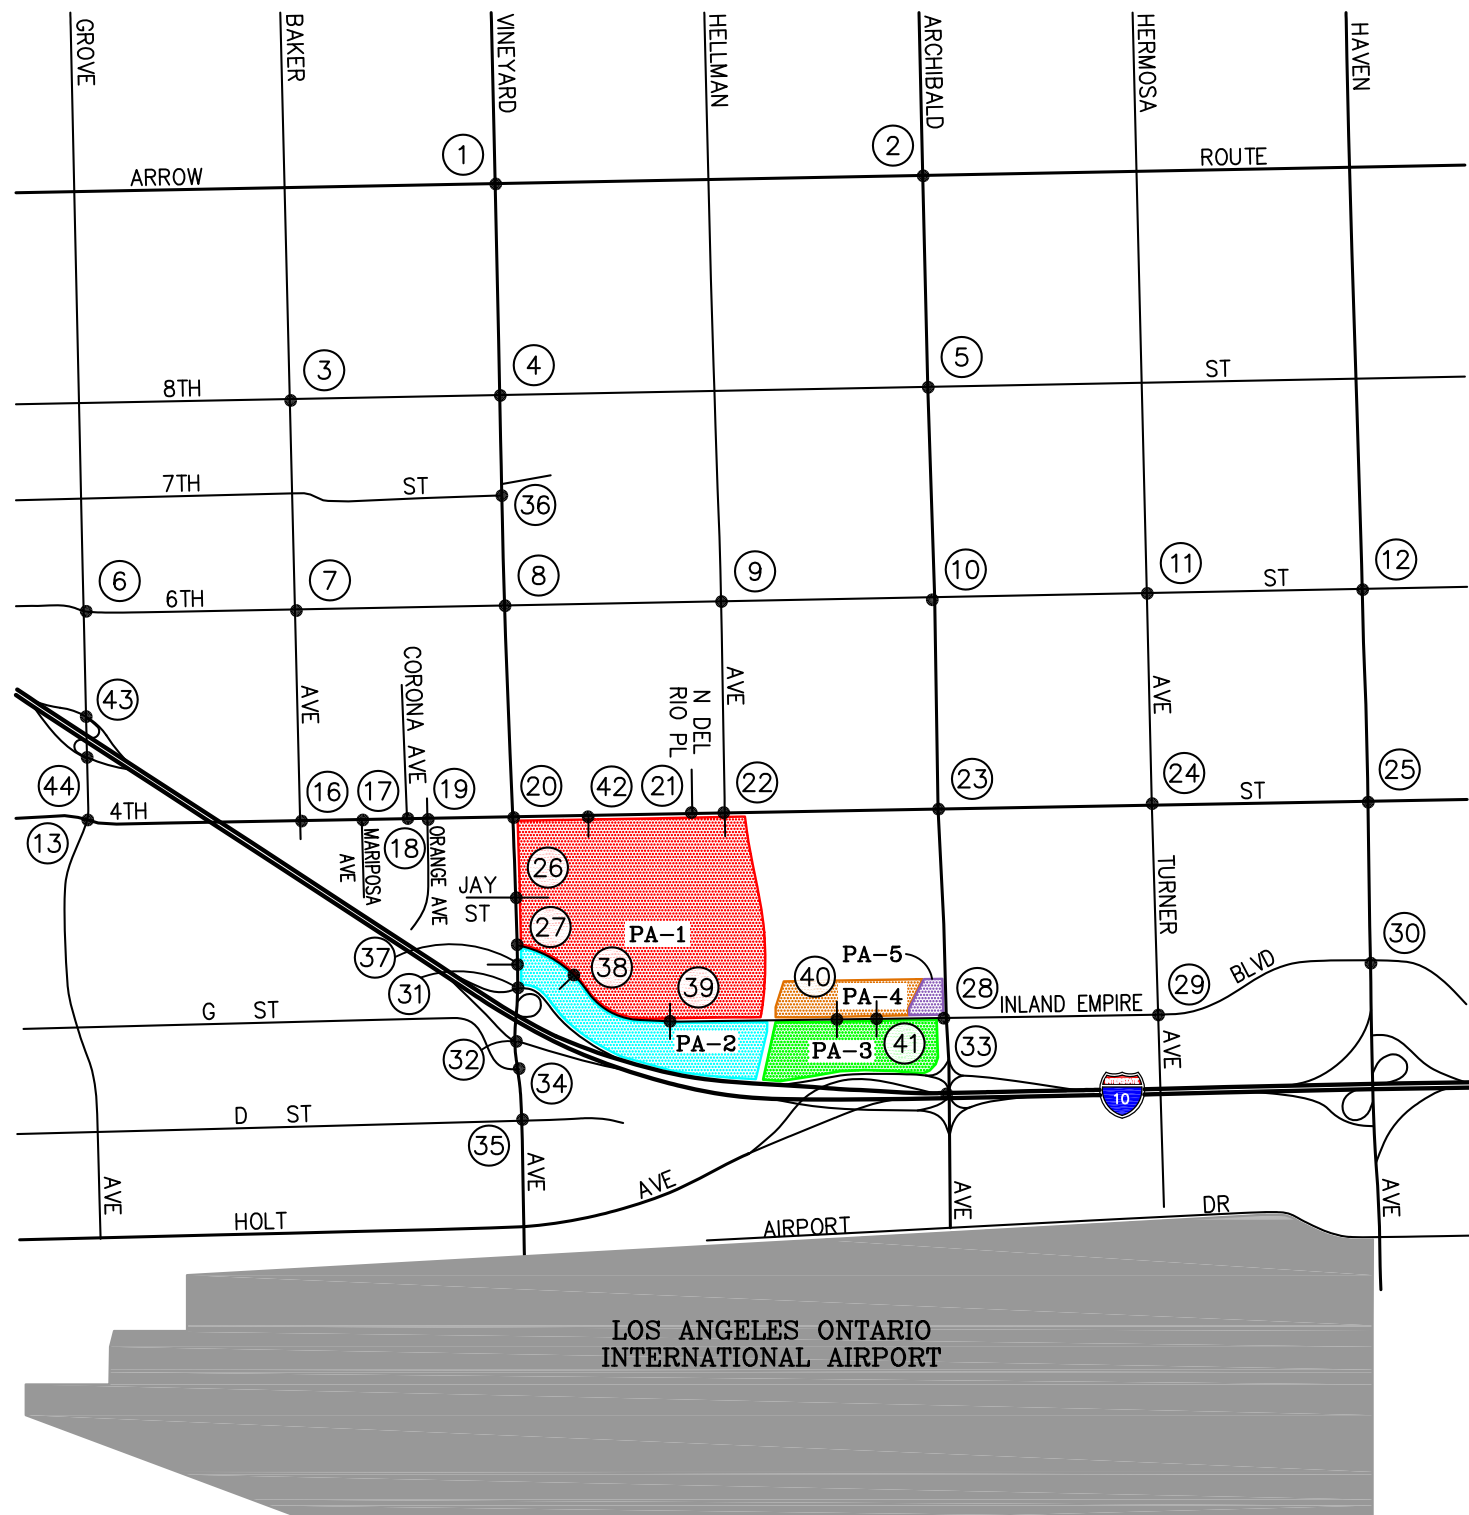 GROVE
BAKER
VINEYARD
HELLMAN
ARCHIBALD
HERMOSA
HAVEN
1
2
ARROW
ROUTE
3
4
5
8TH
ST
7TH
ST
36
6
7
8
9
10
11
12
6TH
ST
43
AVE
CORONA AVE
N DEL
RIO PL
AVE
AVE
44
16
17
19
20
42
21
22
23
24
25
4TH
ST
13
MARIPOSA
AVE
18
ORANGE AVE
26
JAY
ST
TURNER
27
PA-1
37
38
PA-5
30
31
39
40
PA-4
28
29
BLVD
G ST
INLAND EMPIRE
32
PA-2
PA-3
41
33
AVE
34
INTERSTATE
10
D ST
35
AVE
AVE
AVE
AVE
AVE
HOLT
AIRPORT
DR
LOS ANGELES ONTARIO
INTERNATIONAL AIRPORT